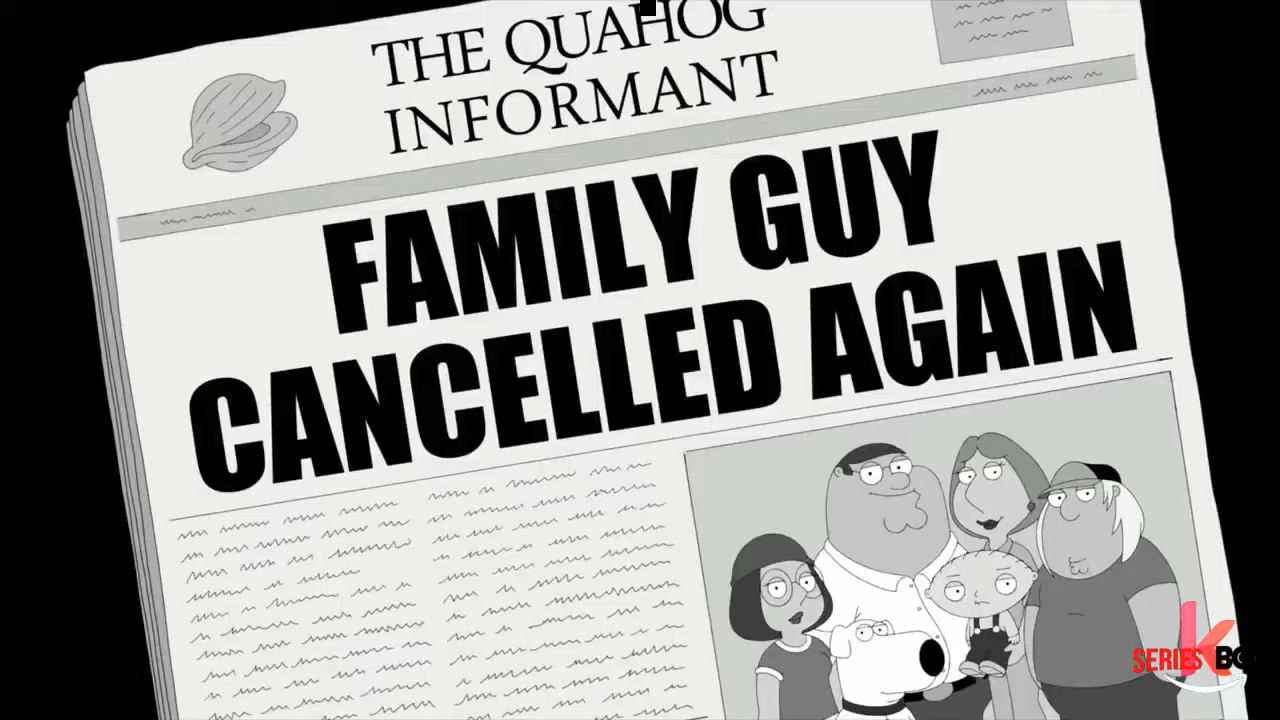 THE QUAHOG
INFORMANT
FAMILY GUY
CANCELLED AGAIN
K
SERIES